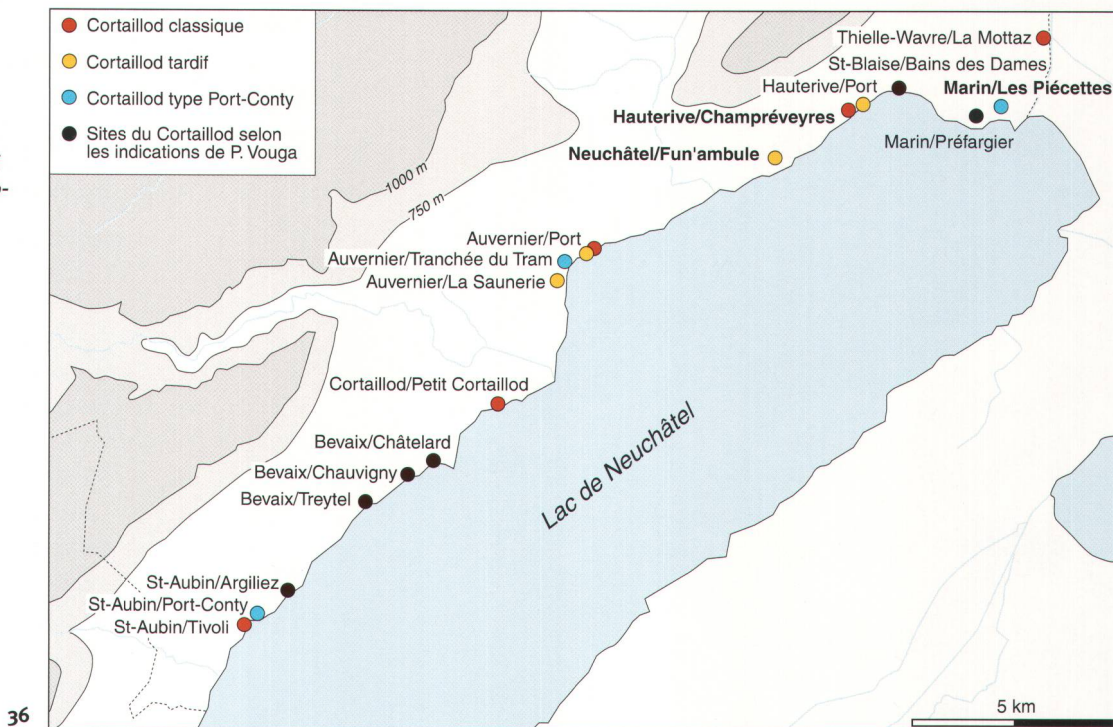 Cortaillod classique
Cortaillod tardif
Cortaillod type Port-Conty
Sites du Cortaillod selon
les indications de P. Vouga
Thielle-Wavre/La Mottaz
St-Blaise/Bains des Dames
Hauterive/Port
Marin/Les Piécettes
Hauterive/Champréveyres
Marin/Préfargier
Neuchâtel/Fun'ambule
1000 m
750 m
Auvernier/Port
Auvernier/Tranchée du Tram
Auvernier/La Saunerie
Cortaillod/Petit Cortaillod
Bevaix/Châtelard
Bevaix/Chauvigny
Bevaix/Treytel
Lac de Neuchâtel
St-Aubin/Argiliez
St-Aubin/Port-Conty
St-Aubin/Tivoli
5 km
36